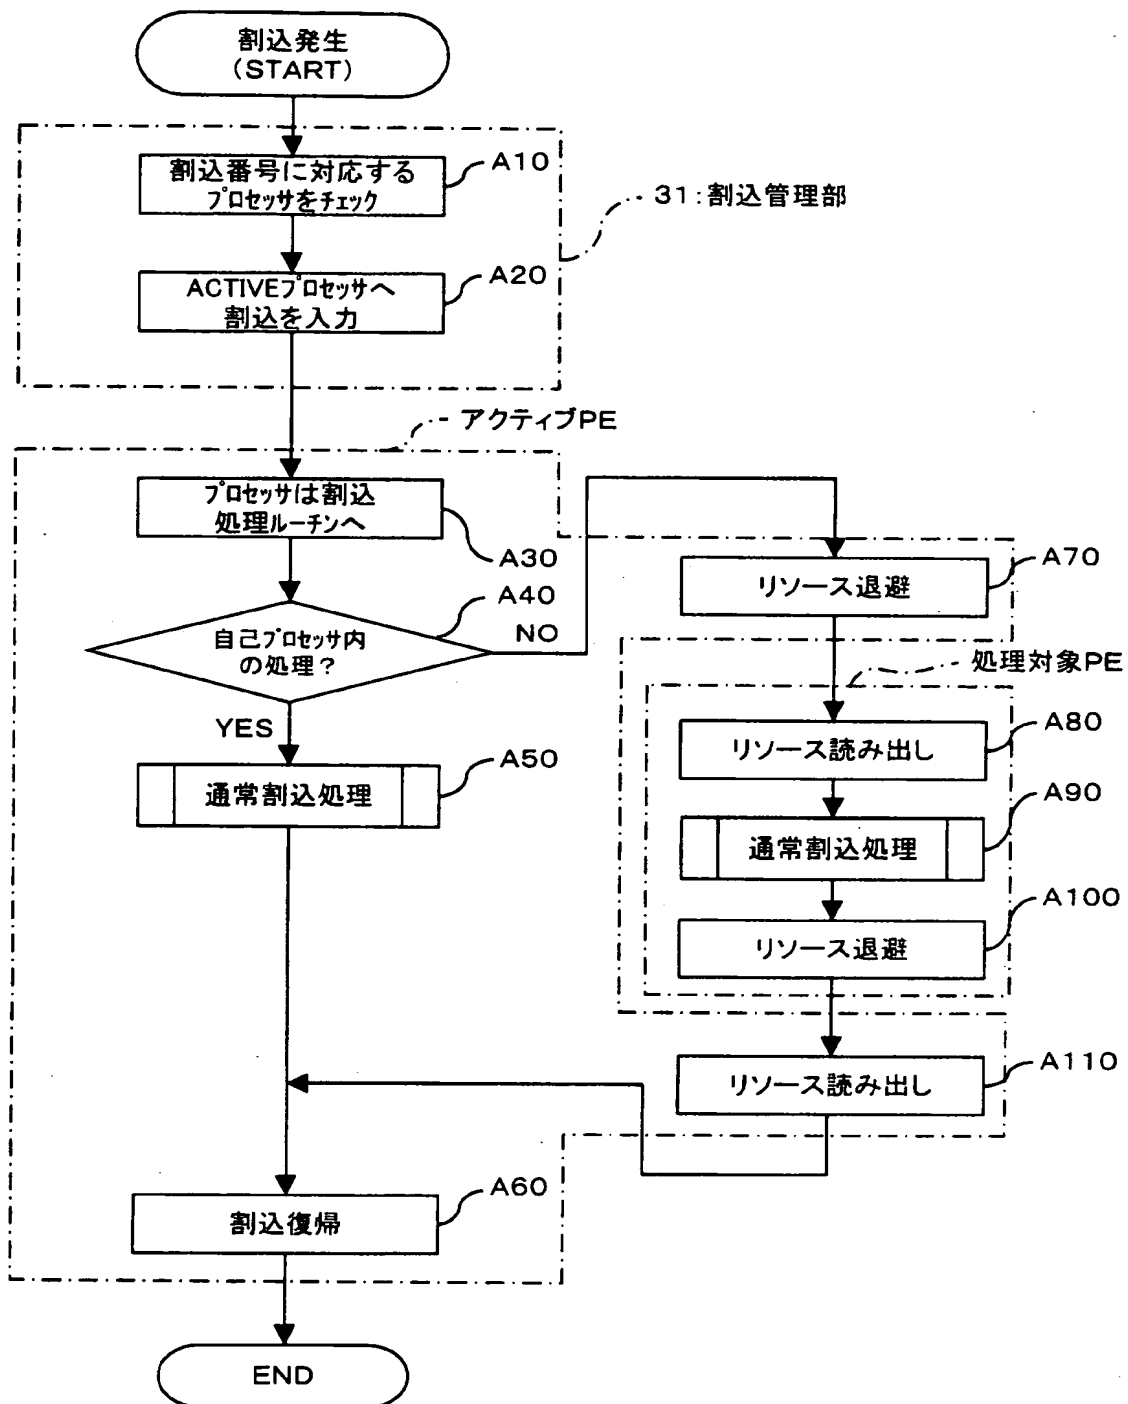 割込発生
(START)
割込番号に対応する
プロセッサをチェック
A10
31:割込管理部
ACTIVEプロセッサへ
割込を入力
A20
アクティブPE
プロセッサは割込
処理ルーチンへ
A30
A40
自己プロセッサ内
の処理?
NO
YES
通常割込処理
A50
リソース退避
A70
処理対象PE
リソース読み出し
A80
通常割込処理
A90
リソース退避
A100
リソース読み出し
A110
割込復帰
A60
END